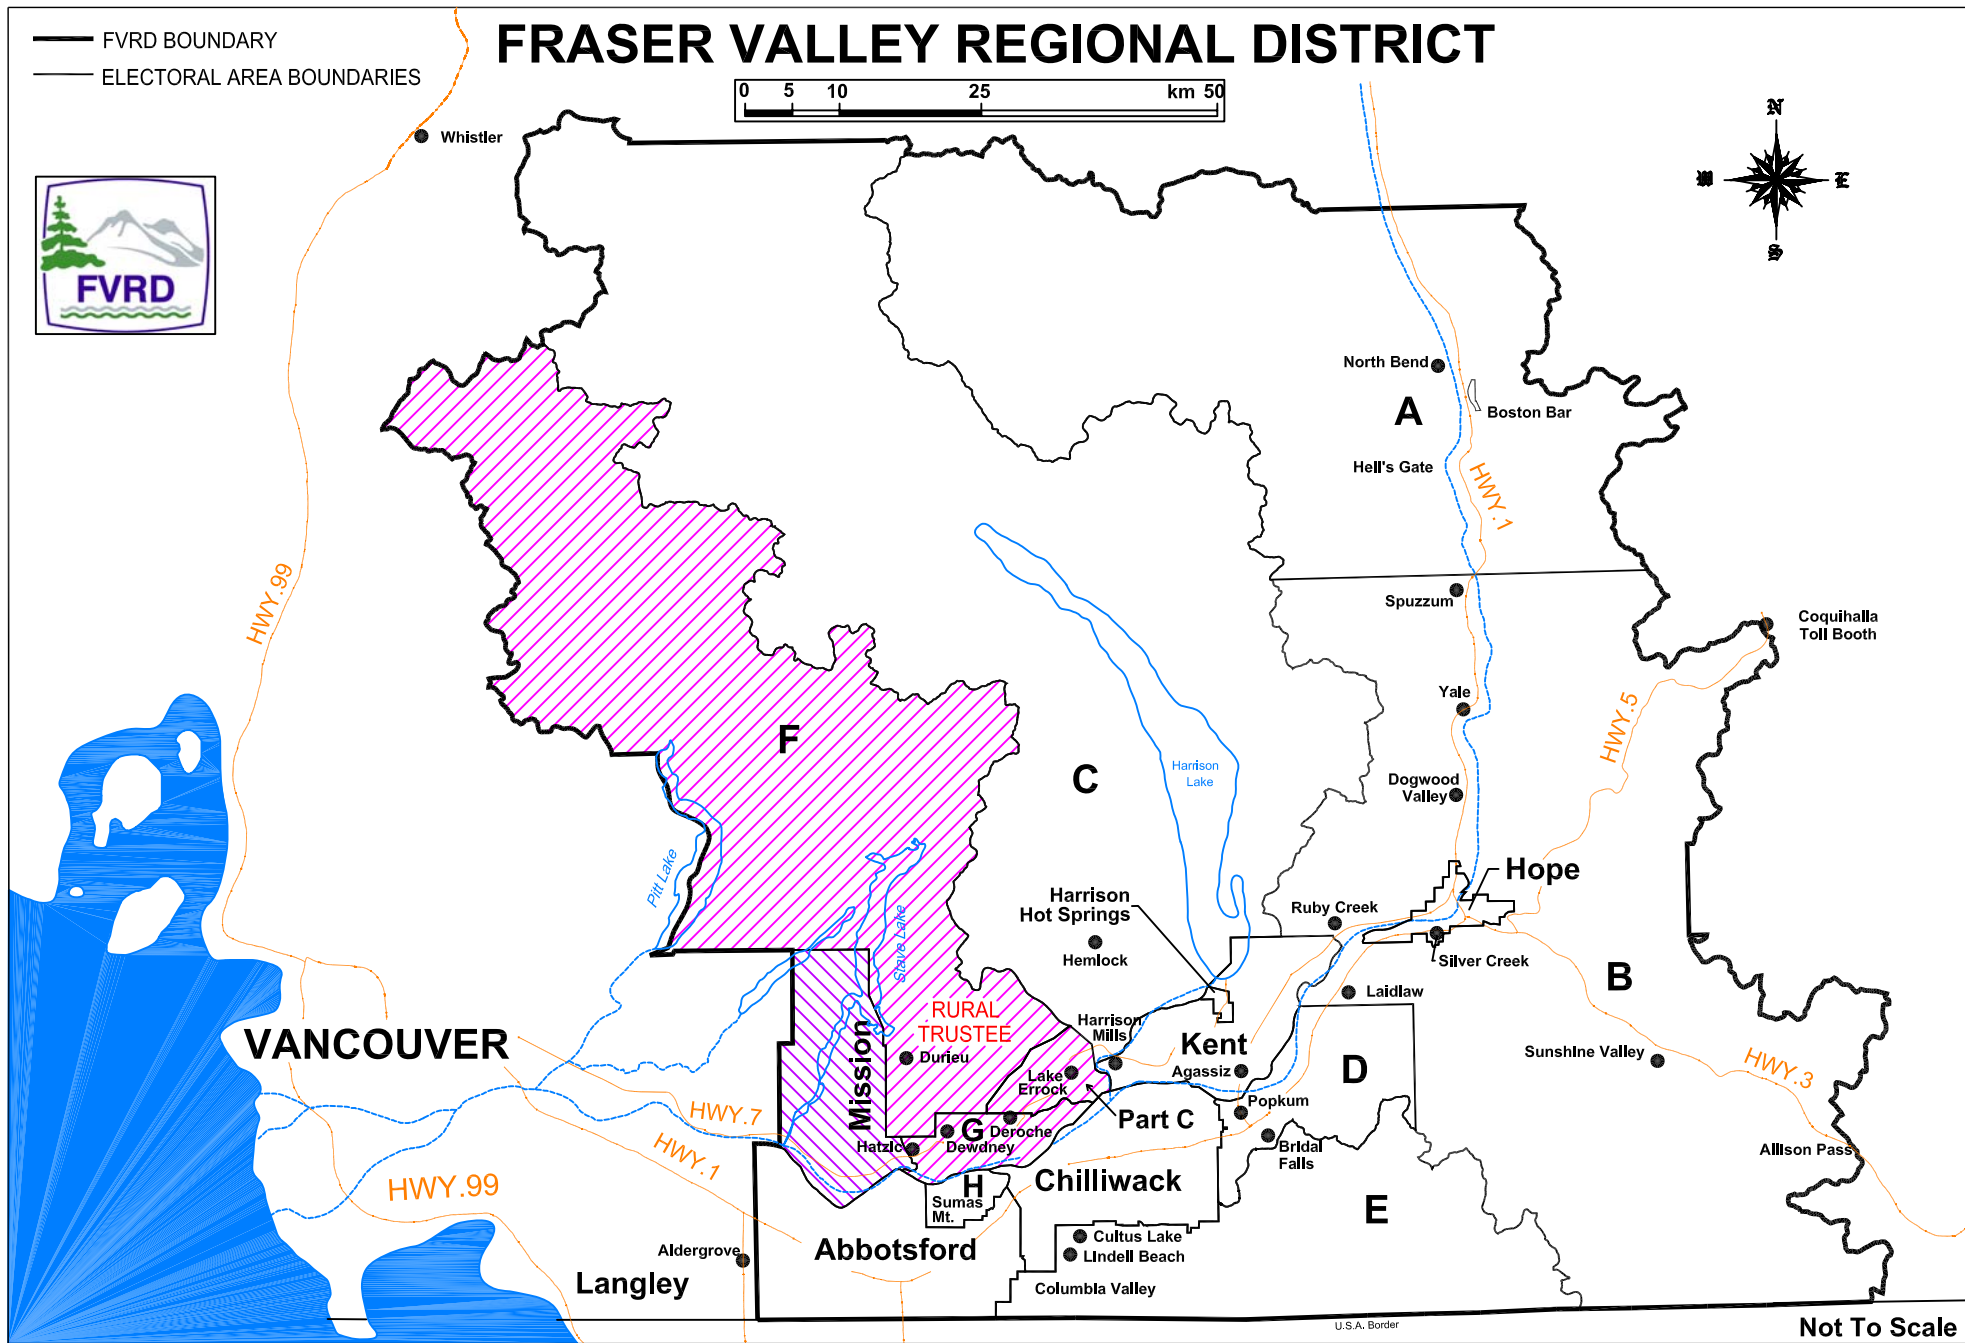 FVRD BOUNDARY
ELECTORAL AREA BOUNDARIES
FRASER VALLEY REGIONAL DISTRICT
0 5 10 25 km 50
Whistler
N
W E
S
FVRD
North Bend
A
Boston Bar
Hell's Gate
HWY.1
HWY.99
Spuzzum
Coquihalla
Toll Booth
Yale
HWY.5
F
C
Harrison
Lake
Dogwood
Valley
Pitt Lake
Stave Lake
Hope
Harrison
Hot Springs
Ruby Creek
Hemlock
Silver Creek
B
Laidlaw
RURAL
TRUSTEE
VANCOUVER
Mission
Harrison
Mills
Kent
Durieu
Sunshine Valley
HWY.3
Lake
Errock
Agassiz
D
HWY.7
Part C
Popkum
G
Deroche
Hatzic
Dewdney
Bridal
Falls
Allison Pass
HWY.1
HWY.99
H
Chilliwack
Sumas
Mt.
E
Cultus Lake
Aldergrove
Abbotsford
Lindell Beach
Langley
Columbia Valley
U.S.A. Border
Not To Scale